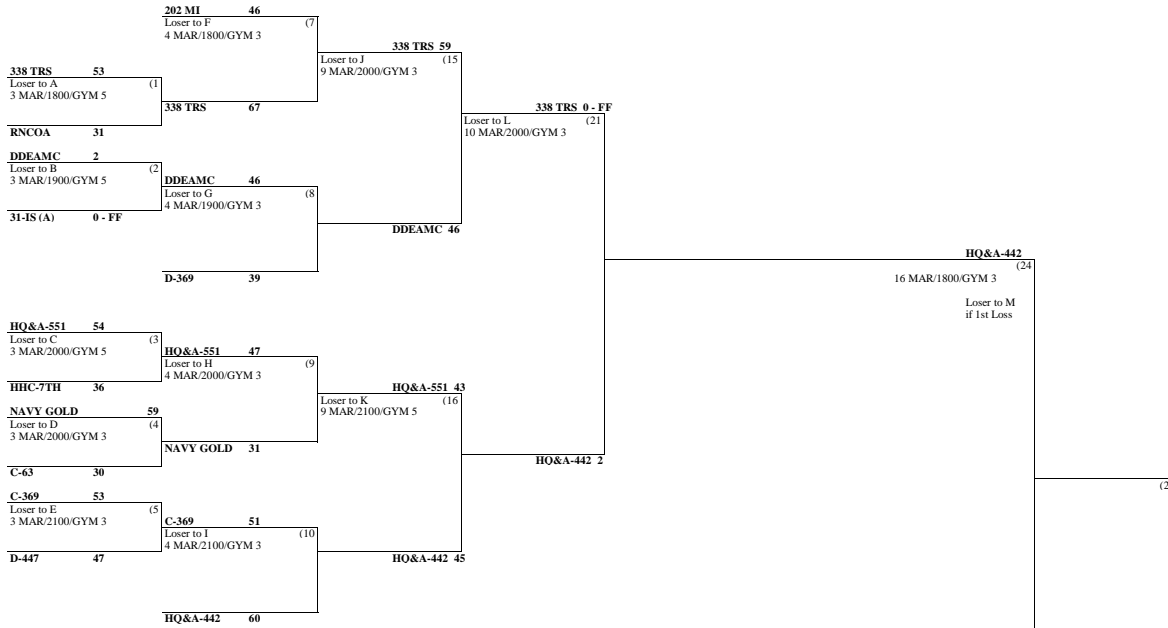 202 MI 46
Loser to F (7
4 MAR/1800/GYM 3
338 TRS 59
Loser to J (15
9 MAR/2000/GYM 3
338 TRS 53
Loser to A (1
3 MAR/1800/GYM 5
338 TRS 67
RNCOA 31
338 TRS 0 - FF
Loser to L (21
10 MAR/2000/GYM 3
DDEAMC 2
Loser to B (2
3 MAR/1900/GYM 5
DDEAMC 46
Loser to G (8
4 MAR/1900/GYM 3
31-IS (A) 0 - FF
DDEAMC 46
D-369 39
HQ&A-442
(24
16 MAR/1800/GYM 3
Loser to M
if 1st Loss
HQ&A-551 54
Loser to C (3
3 MAR/2000/GYM 5
HQ&A-551 47
Loser to H (9
4 MAR/2000/GYM 3
HHC-7TH 36
HQ&A-551 43
Loser to K (16
9 MAR/2100/GYM 5
NAVY GOLD 59
Loser to D (4
3 MAR/2000/GYM 3
NAVY GOLD 31
C-63 30
HQ&A-442 2
C-369 53
Loser to E (5
3 MAR/2100/GYM 3
C-369 51
Loser to I (10
4 MAR/2100/GYM 3
D-447 47
HQ&A-442 45
HQ&A-442 60